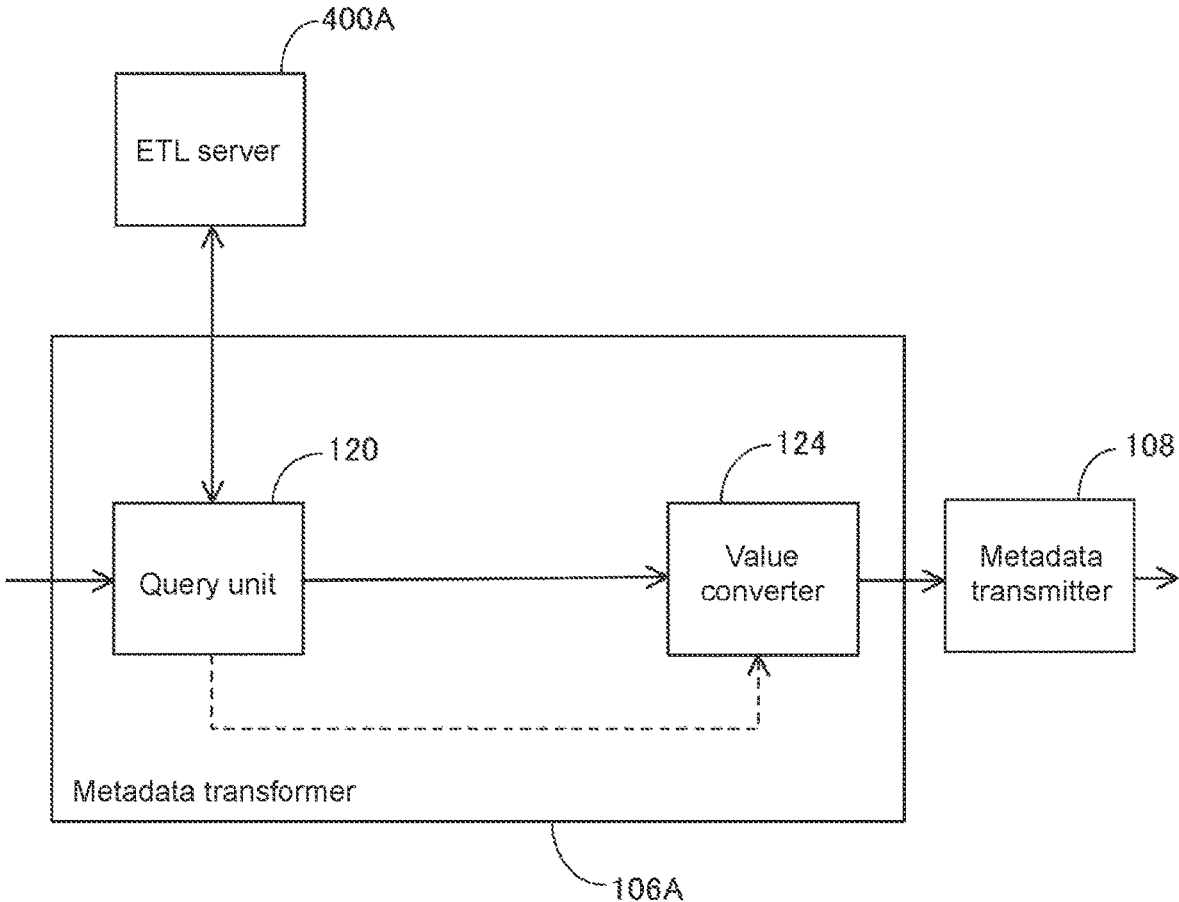 400A
ETL server
120
124
108
Query unit
Value
converter
Metadata
transmitter
Metadata transformer
106A